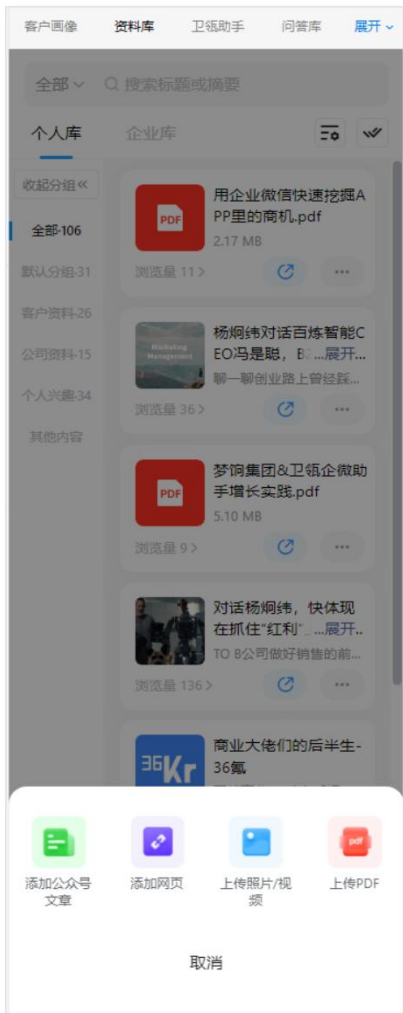 客户画像 资料库 卫瓴助手 问答库 展开
全部 搜索标题或摘要
个人库 企业库
收起分组
全部·106
默认分组·31
客户资料·26
公司资料·15
个人兴趣·34
其他内容
PDF
用企业微信快速挖掘A
PP里的商机.pdf
2.17 MB
浏览量 11
Marketing
Management
杨炯纬对话百炼智能C
EO冯是聪，B...展开...
聊一聊创业路上曾经踩...
浏览量 36
PDF
梦饷集团&卫瓴企微助
手增长实践.pdf
5.10 MB
浏览量 9
对话杨炯纬，快体现
在抓住“红利”...展开..
TO B公司做好销售的前...
浏览量 136
36Kr
商业大佬们的后半生-
36氪
添加公众号
文章
添加网页
上传照片/视
频
pdf
上传PDF
取消